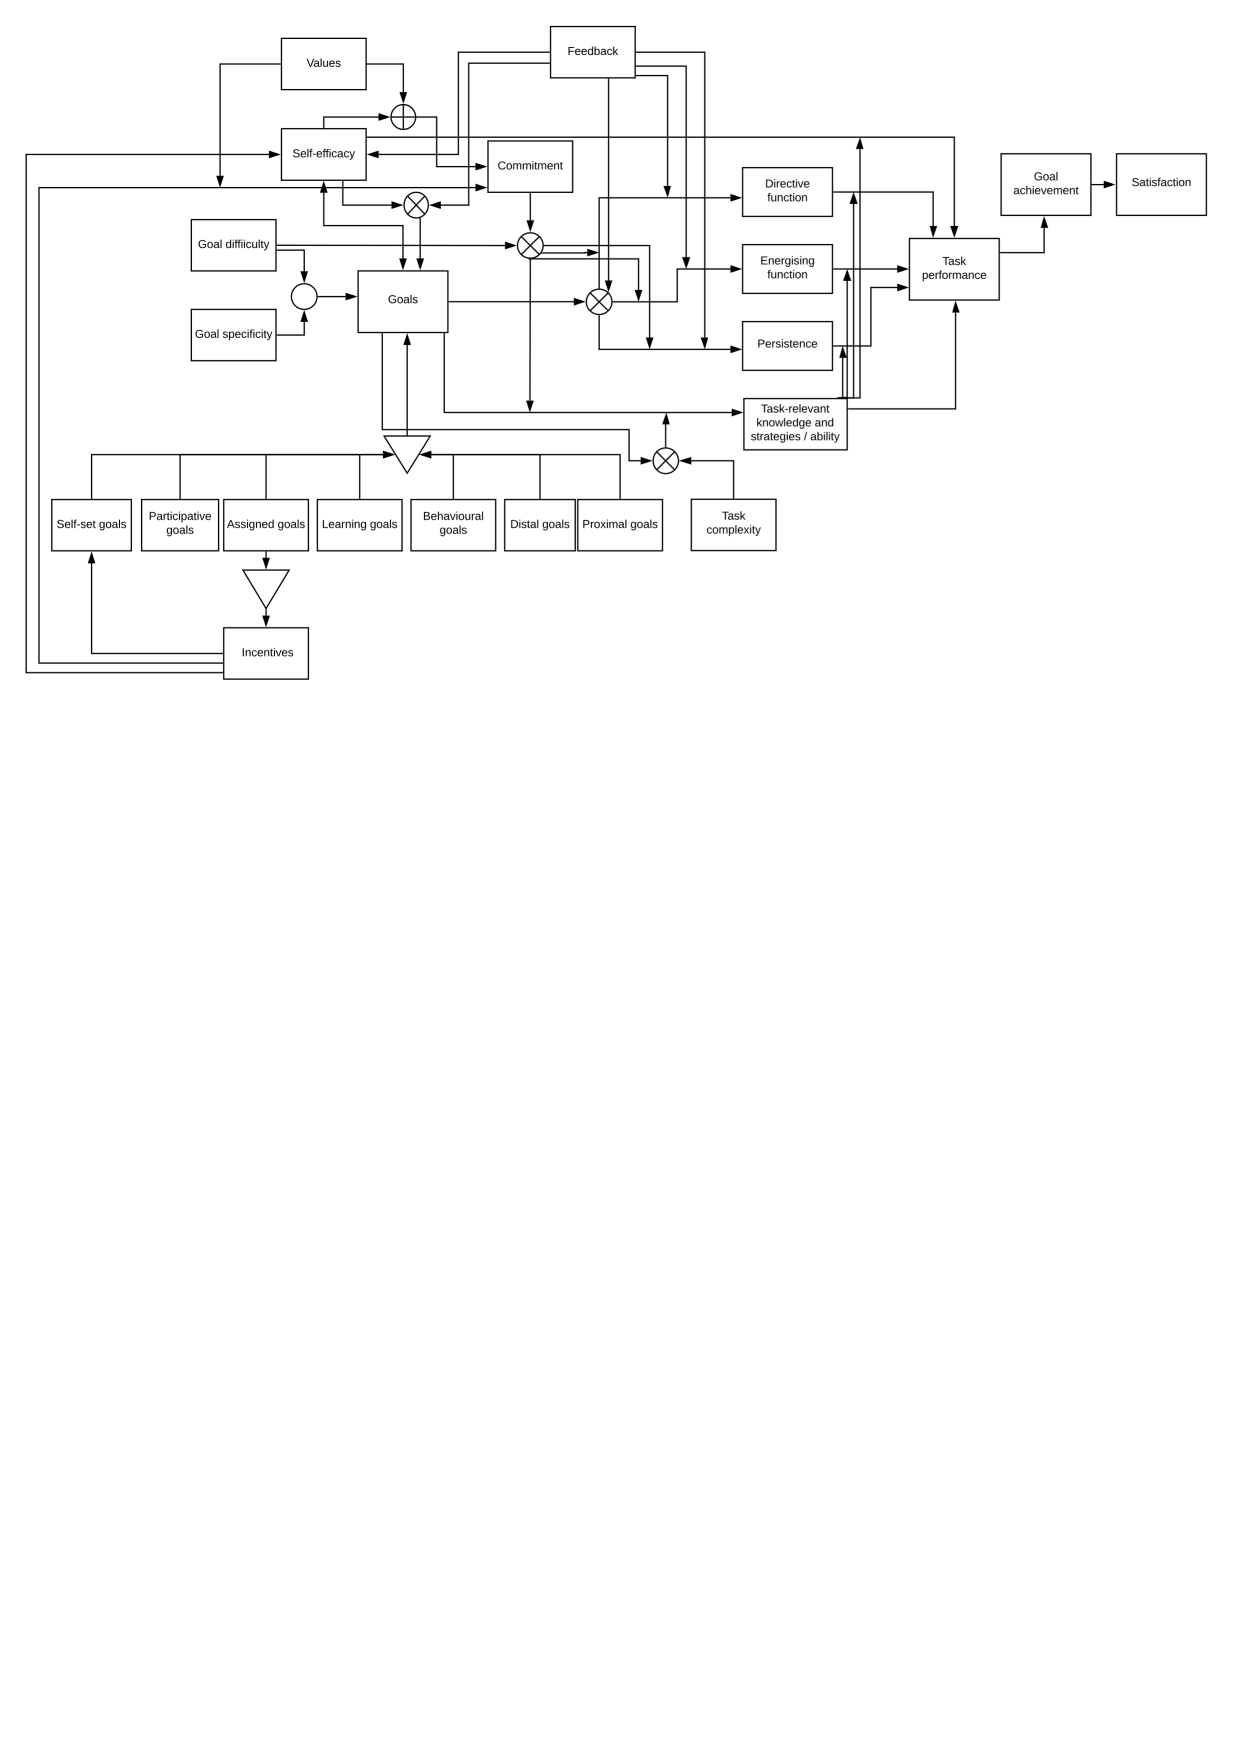 Values
Feedback
Self-efficacy
Commitment
Directive
function
Goal
achievement
Satisfaction
Goal diffiiculty
Energising
function
Task
performance
Goals
Goal specificity
Persistence
Task-relevant
knowledge and
strategies / ability
Self-set goals
Participative
goals
Assigned goals
Learning goals
Behavioural
goals
Distal goals
Proximal goals
Task
complexity
Incentives